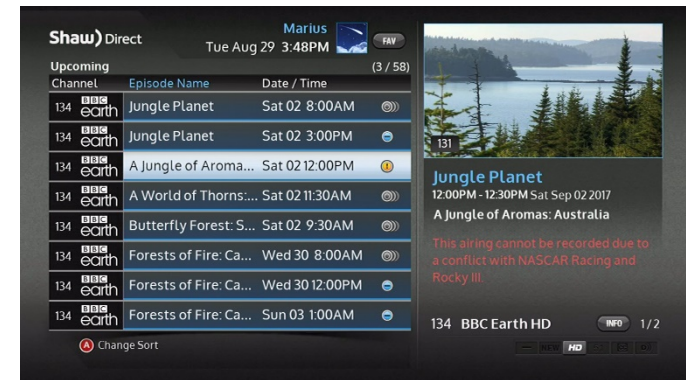 Shaw) Direct
Marius
Tue Aug 29 3:48PM
FAV
Upcoming (3 / 58)
Channel Episode Name Date / Time
134 BBC earth Jungle Planet Sat 02 8:00AM
134 BBC earth Jungle Planet Sat 02 3:00PM
134 BBC earth A Jungle of Aroma... Sat 02 12:00PM
134 BBC earth A World of Thorns:... Sat 02 11:30AM
134 BBC earth Butterfly Forest: S... Sat 02 9:30AM
134 BBC earth Forests of Fire: Ca... Wed 30 8:00AM
134 BBC earth Forests of Fire: Ca... Wed 30 12:00PM
134 BBC earth Forests of Fire: Ca... Sun 03 1:00AM
A Change Sort
131
Jungle Planet
12:00PM - 12:30PM Sat Sep 02 2017
A Jungle of Aromas: Australia
This airing cannot be recorded due to
a conflict with NASCAR Racing and
Rocky III.
134 BBC Earth HD INFO 1/2
NEW HD